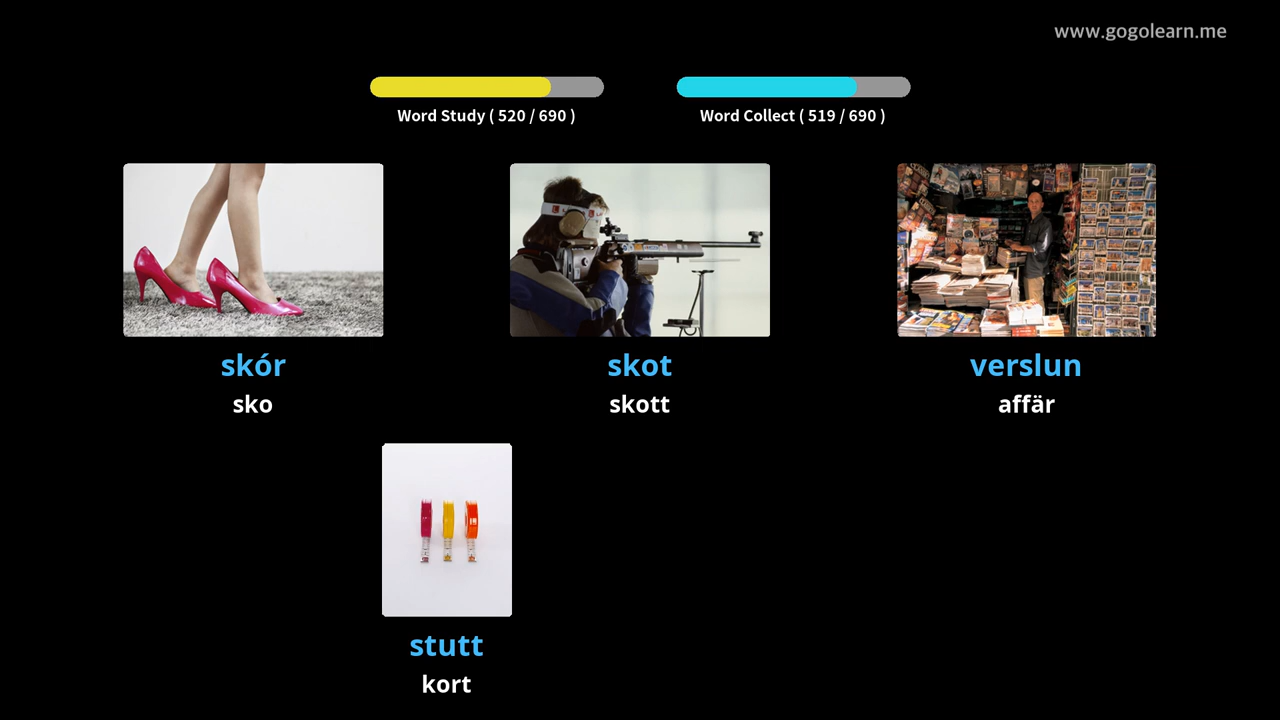 www.gogolearn.me
Word Study ( 520 / 690 )
Word Collect ( 519 / 690 )
skór
sko
skot
skott
verslun
affär
stutt
kort